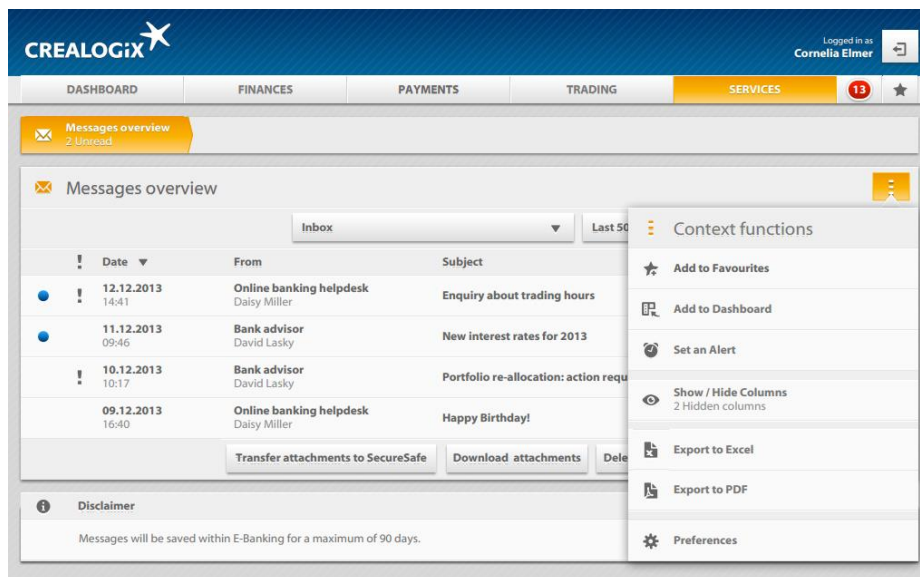 CREALOGiX
Logged in as
Cornelia Elmer
DASHBOARD FINANCES PAYMENTS TRADING SERVICES 13
Messages overview
2 Unread
Messages overview
Inbox Last 50
Context functions
! Date From Subject
Add to Favourites
12.12.2013 Online banking helpdesk
! Enquiry about trading hours
14:41 Daisy Miller
Add to Dashboard
11.12.2013 Bank advisor
New interest rates for 2013
09:46 David Lasky
Set an Alert
10.12.2013 Bank advisor
! Portfolio re-allocation: action requ
10:17 David Lasky
Show / Hide Columns
2 Hidden columns
09.12.2013 Online banking helpdesk
Happy Birthday!
16:40 Daisy Miller
Transfer attachments to SecureSafe Download attachments Dele
Export to Excel
Export to PDF
Disclaimer
Messages will be saved within E-Banking for a maximum of 90 days.
Preferences